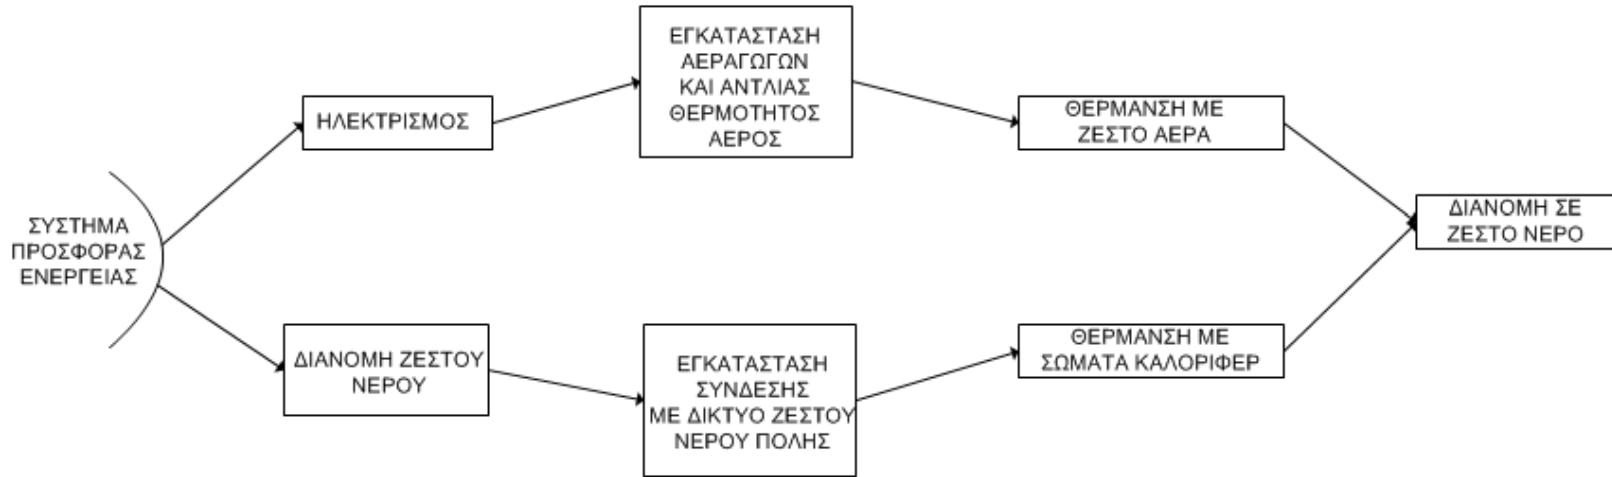 ΣΥΣΤΗΜΑ
ΠΡΟΣΦΟΡΑΣ
ΕΝΕΡΓΕΙΑΣ
ΗΛΕΚΤΡΙΣΜΟΣ
ΕΓΚΑΤΑΣΤΑΣΗ
ΑΕΡΑΓΩΓΩΝ
ΚΑΙ ΑΝΤΛΙΑΣ
ΘΕΡΜΟΤΗΤΟΣ
ΑΕΡΟΣ
ΘΕΡΜΑΝΣΗ ΜΕ
ΖΕΣΤΟ ΑΕΡΑ
ΔΙΑΝΟΜΗ ΖΕΣΤΟΥ
ΝΕΡΟΥ
ΕΓΚΑΤΑΣΤΑΣΗ
ΣΥΝΔΕΣΗΣ
ΜΕ ΔΙΚΤΥΟ ΖΕΣΤΟΥ
ΝΕΡΟΥ ΠΟΛΗΣ
ΘΕΡΜΑΝΣΗ ΜΕ
ΣΩΜΑΤΑ ΚΑΛΟΡΙΦΕΡ
ΔΙΑΝΟΜΗ ΣΕ
ΖΕΣΤΟ ΝΕΡΟ